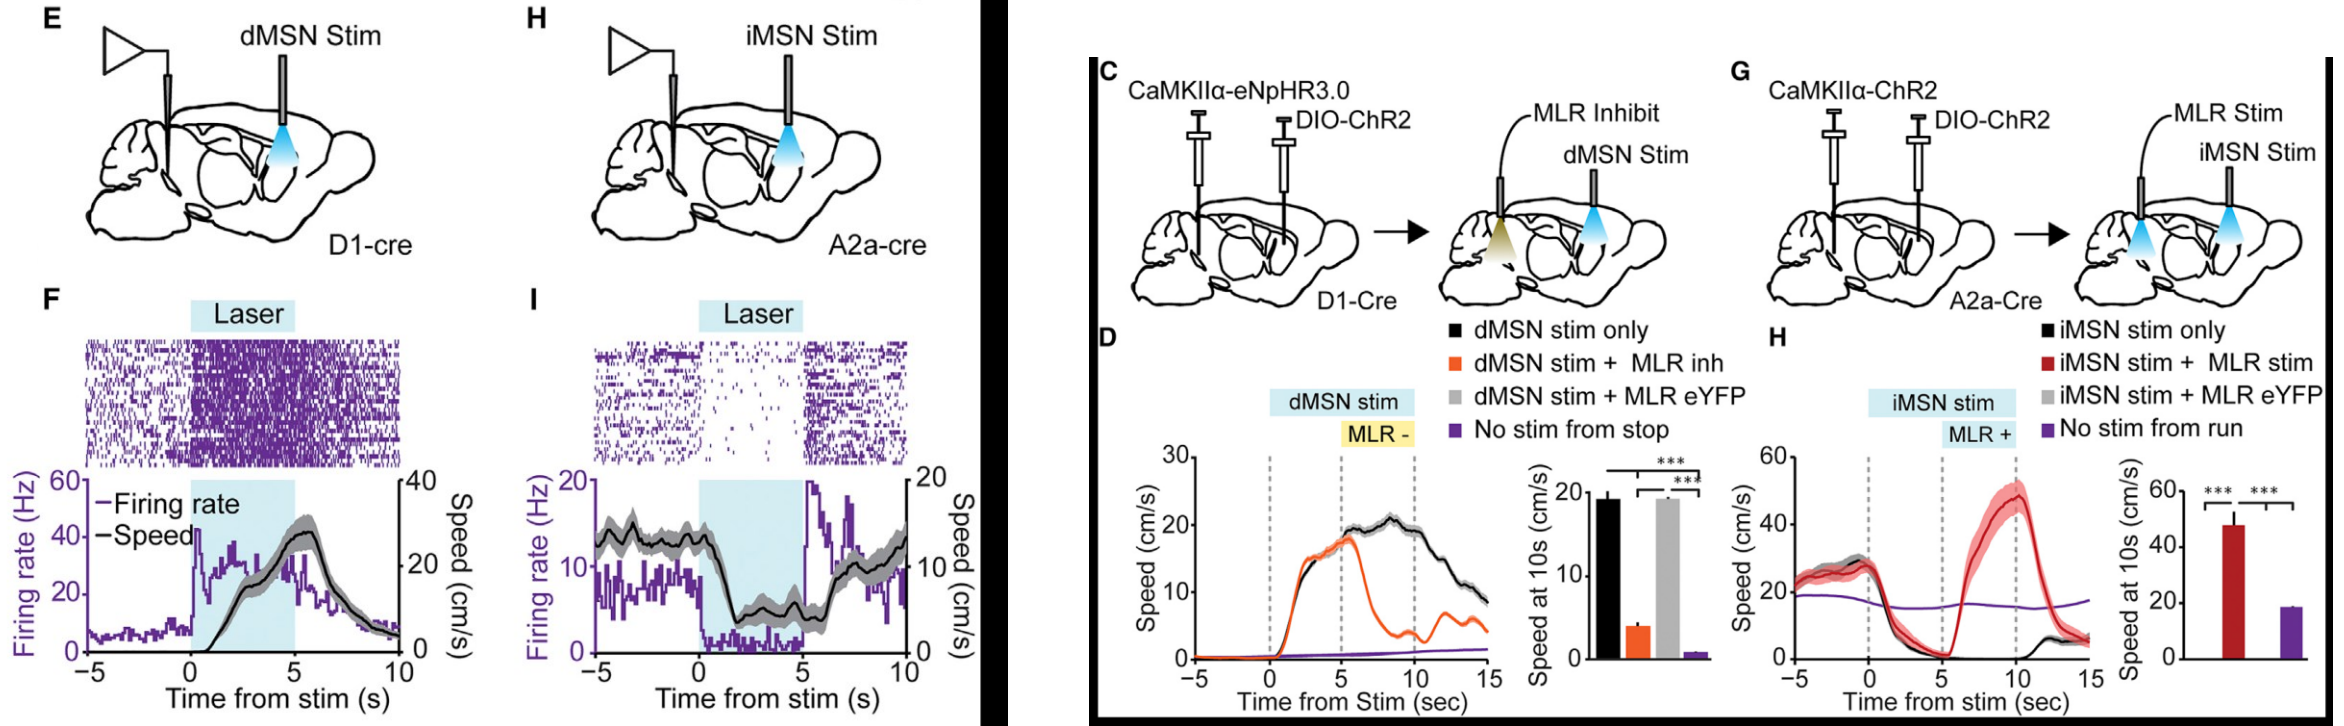 E
dMSN Stim
D1-cre
H
iMSN Stim
A2a-cre
F
Laser
Firing rate (Hz)
60
40
20
0
Firing rate
Speed
40
20
0
Speed (cm/s)
−5
0
5
10
Time from stim (s)
I
Laser
Firing rate (Hz)
20
10
0
20
10
0
Speed (cm/s)
−5
0
5
10
Time from stim (s)
C
CaMKIIα-eNpHR3.0
DIO-ChR2
MLR Inhibit
dMSN Stim
D1-Cre
G
CaMKIIα-ChR2
DIO-ChR2
MLR Stim
iMSN Stim
A2a-Cre
D
dMSN stim only
dMSN stim + MLR inh
dMSN stim + MLR eYFP
No stim from stop
dMSN stim
MLR -
Speed (cm/s)
30
20
10
0
−5
0
5
10
15
Time from Stim (sec)
Speed at 10s (cm/s)
20
10
0
***
***
H
iMSN stim only
iMSN stim + MLR stim
iMSN stim + MLR eYFP
No stim from run
iMSN stim
MLR +
Speed (cm/s)
60
40
20
0
−5
0
5
10
15
Time from stim (sec)
Speed at 10s (cm/s)
60
40
20
0
***
***